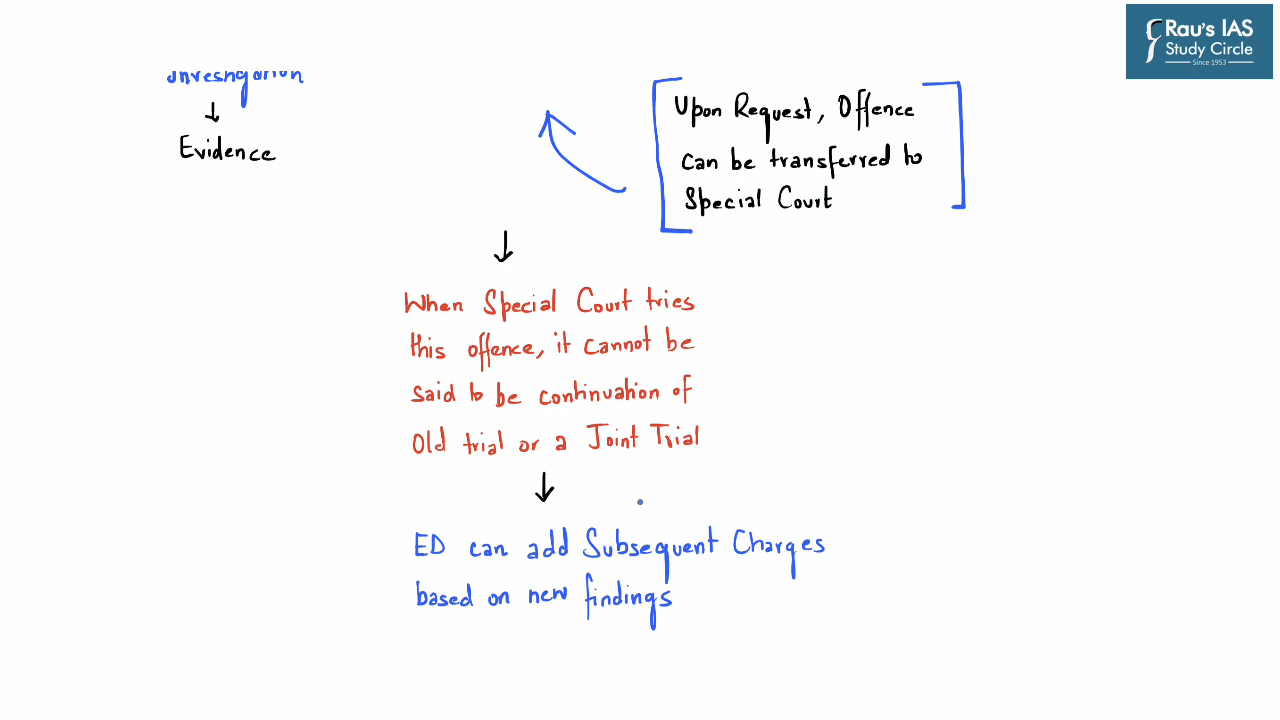 Rau's IAS
Study Circle
Since 1953
Investigation
Evidence
Upon Request, Offence
can be transferred to
Special Court
When Special Court tries
this offence, it cannot be
said to be continuation of
Old trial or a Joint Trial
ED can add Subsequent Charges
based on new findings